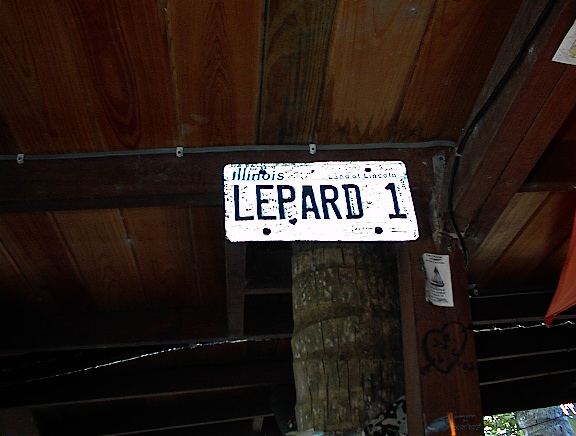 Illinois Land of Lincoln
LEPARD 1